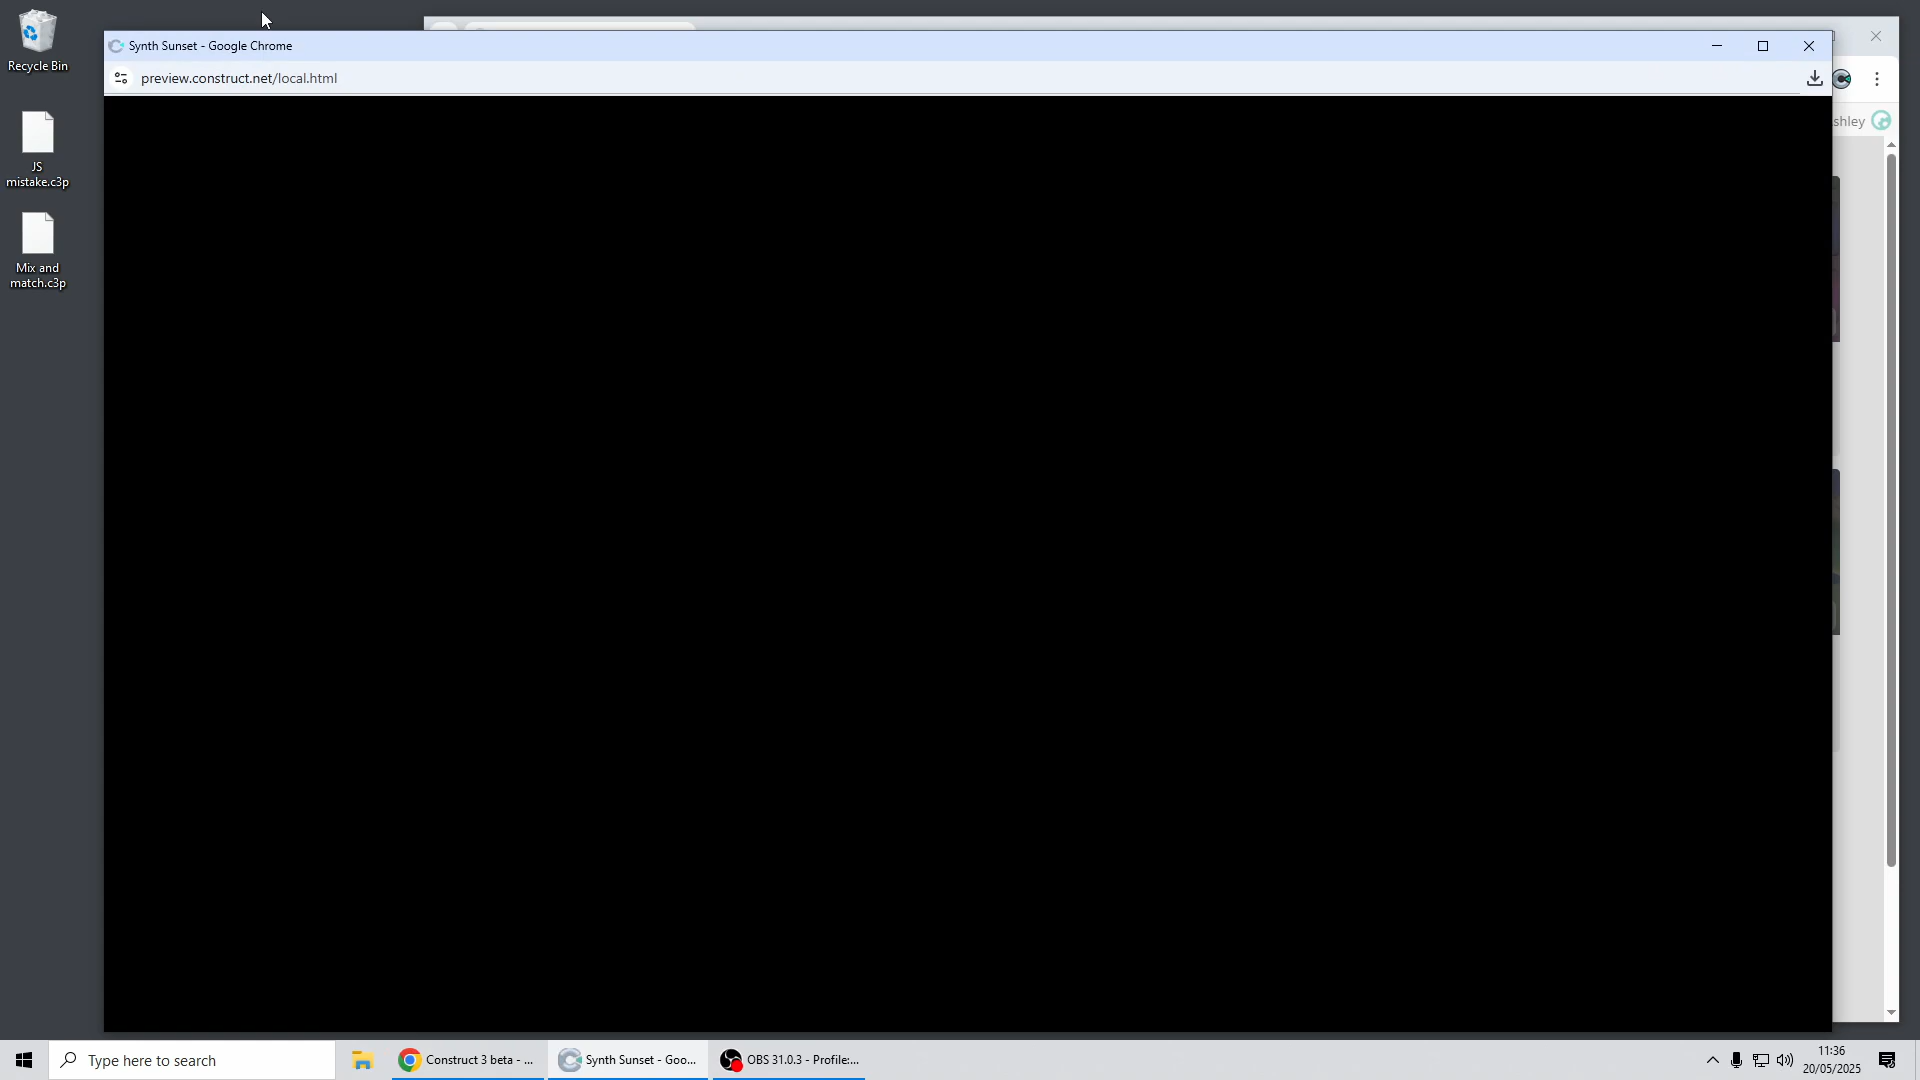 Recycle Bin
JS
mistake.c3p
Mix and
match.c3p
Synth Sunset - Google Chrome
preview.construct.net/local.html
shley
Type here to search
Construct 3 beta - ...
Synth Sunset - Goo...
OBS 31.0.3 - Profile:...
11:36
20/05/2025